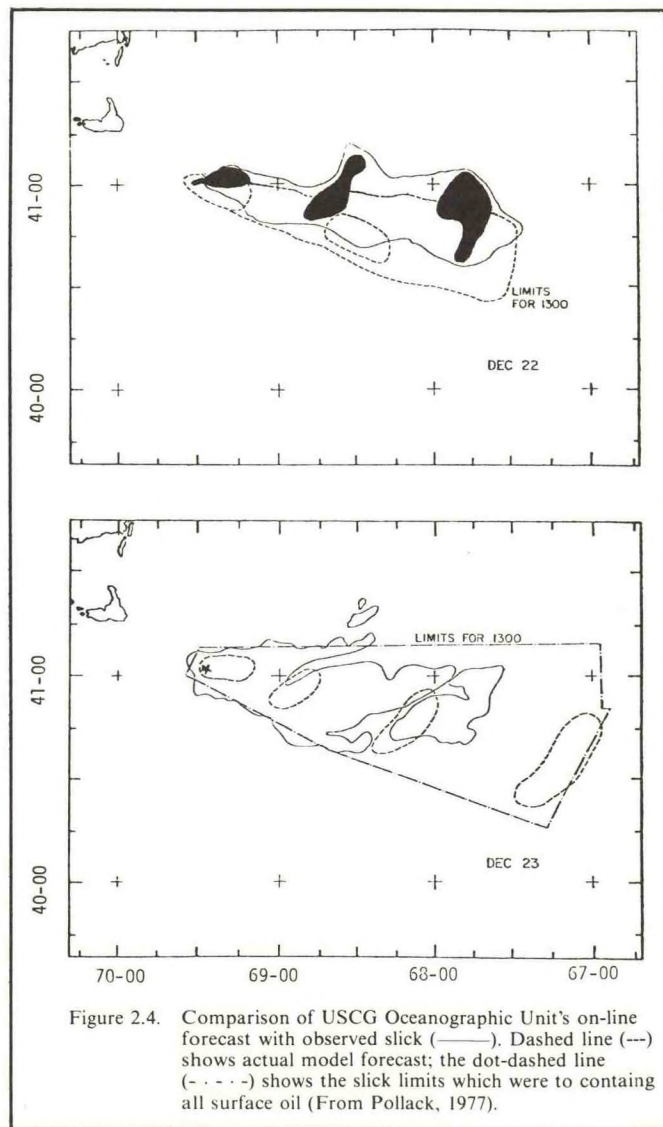 41-00
40-00
LIMITS
FOR 1300
DEC 22
41-00
40-00
LIMITS FOR 1300
DEC 23
70-00 69-00 68-00 67-00
Figure 2.4. Comparison of USCG Oceanographic Unit's on-line
forecast with observed slick (———). Dashed line (---)
shows actual model forecast; the dot-dashed line
(- · - · -) shows the slick limits which were to containg
all surface oil (From Pollack, 1977).